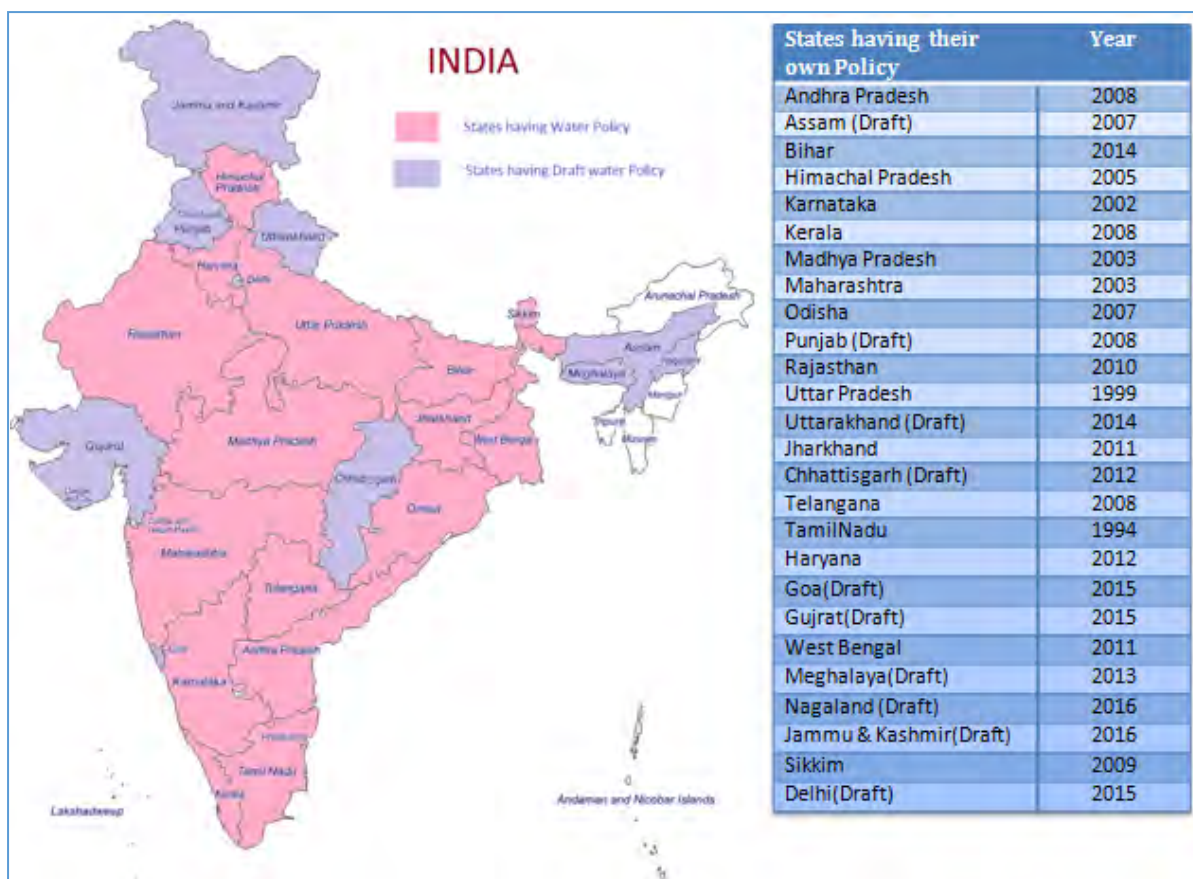 INDIA
States having Water Policy
States having Draft water Policy
Jammu and Kashmir
Himachal
Pradesh
Punjab
Uttarakhand
Haryana
Delhi
Rajasthan
Uttar Pradesh
Sikkim
Arunachal Pradesh
Assam
Nagaland
Meghalaya
Manipur
Tripura
Mizoram
Bihar
Jharkhand
West Bengal
Gujarat
Madhya Pradesh
Chhattisgarh
Orissa
Maharashtra
Telangana
Goa
Andhra Pradesh
Karnataka
Tamil Nadu
Kerala
Lakshadweep
Andaman and Nicobar Islands
States having their Year
own Policy
Andhra Pradesh 2008
Assam (Draft) 2007
Bihar 2014
Himachal Pradesh 2005
Karnataka 2002
Kerala 2008
Madhya Pradesh 2003
Maharashtra 2003
Odisha 2007
Punjab (Draft) 2008
Rajasthan 2010
Uttar Pradesh 1999
Uttarakhand (Draft) 2014
Jharkhand 2011
Chhattisgarh (Draft) 2012
Telangana 2008
TamilNadu 1994
Haryana 2012
Goa(Draft) 2015
Gujrat(Draft) 2015
West Bengal 2011
Meghalaya(Draft) 2013
Nagaland (Draft) 2016
Jammu & Kashmir(Draft) 2016
Sikkim 2009
Delhi(Draft) 2015